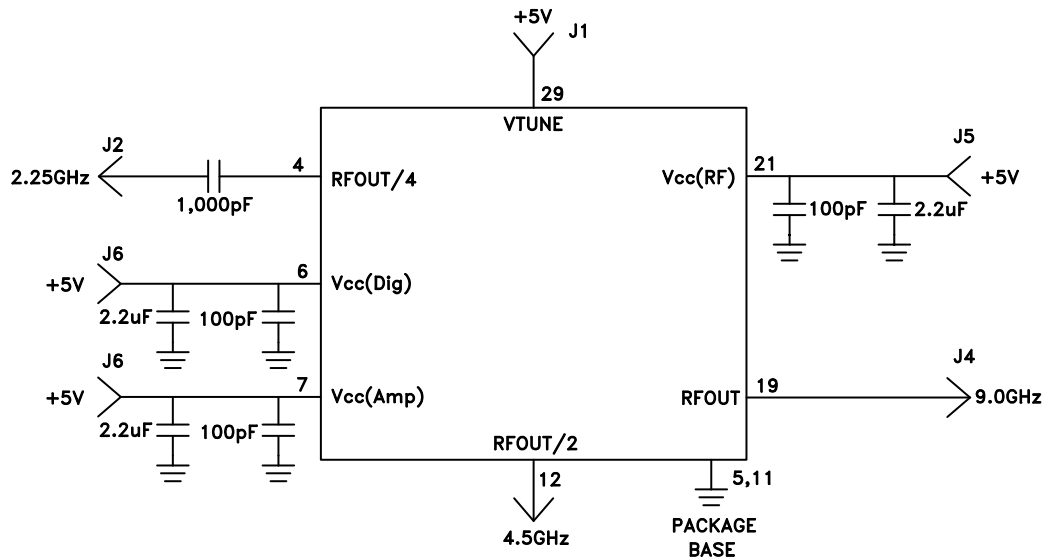 +5V
J1
29
VTUNE
J2
2.25GHz
1,000pF
4
RFOUT/4
Vcc(RF)
21
J5
+5V
100pF
2.2uF
J6
+5V
6
Vcc(Dig)
2.2uF
100pF
J6
+5V
7
Vcc(Amp)
2.2uF
100pF
RFOUT
19
J4
9.0GHz
RFOUT/2
12
4.5GHz
5,11
PACKAGE
BASE